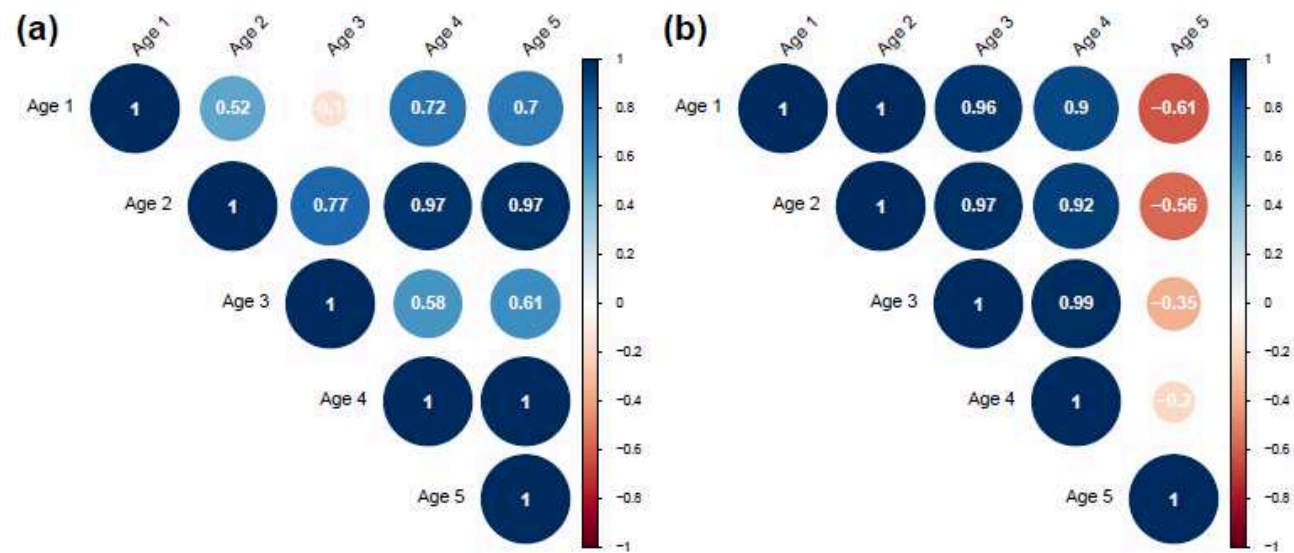 (a)
Age 1 Age 2 Age 3 Age 4 Age 5
Age 1 1 0.52 −0.1 0.72 0.7
Age 2 1 0.77 0.97 0.97
Age 3 1 0.58 0.61
Age 4 1 1
Age 5 1
1
0.8
0.6
0.4
0.2
0
−0.2
−0.4
−0.6
−0.8
−1
(b)
Age 1 Age 2 Age 3 Age 4 Age 5
Age 1 1 1 0.96 0.9 −0.61
Age 2 1 0.97 0.92 −0.56
Age 3 1 0.99 −0.35
Age 4 1 −0.2
Age 5 1
1
0.8
0.6
0.4
0.2
0
−0.2
−0.4
−0.6
−0.8
−1